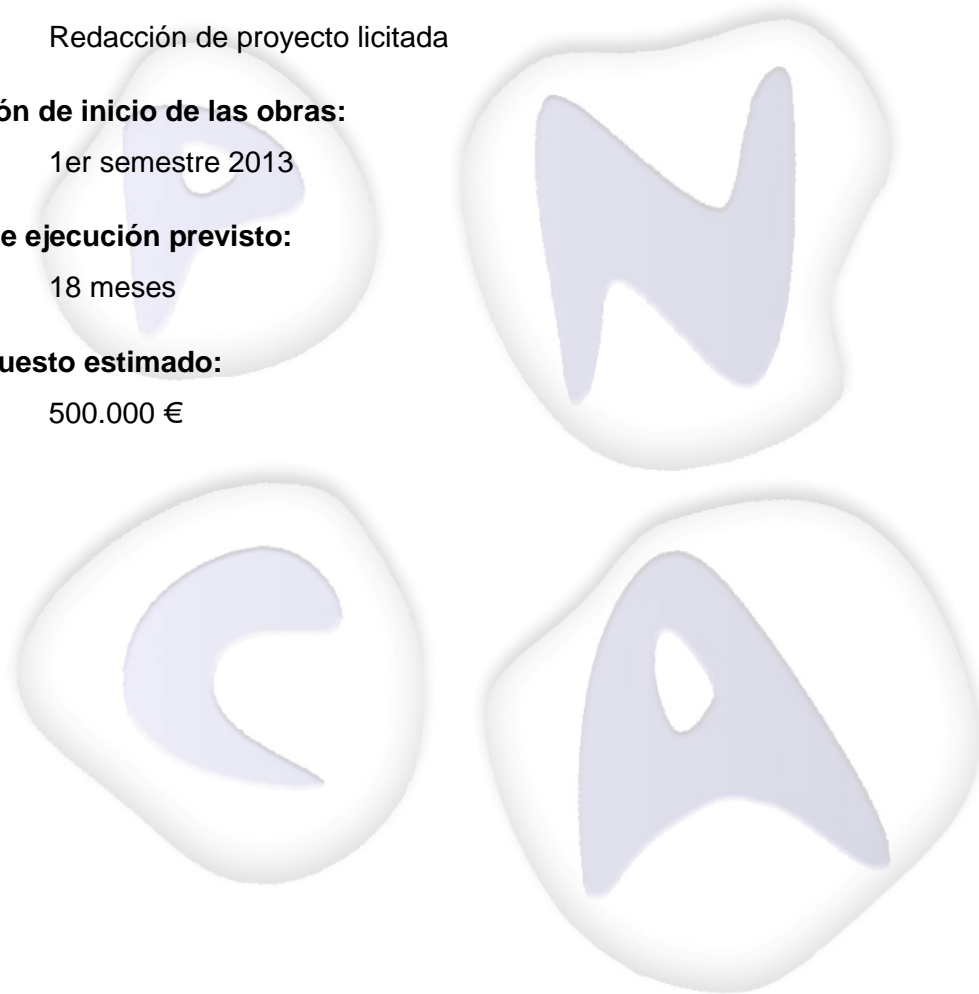 Redacción de proyecto licitada
ón de inicio de las obras:
1er semestre 2013
e ejecución previsto:
18 meses
uesto estimado:
500.000 €
P N
C A